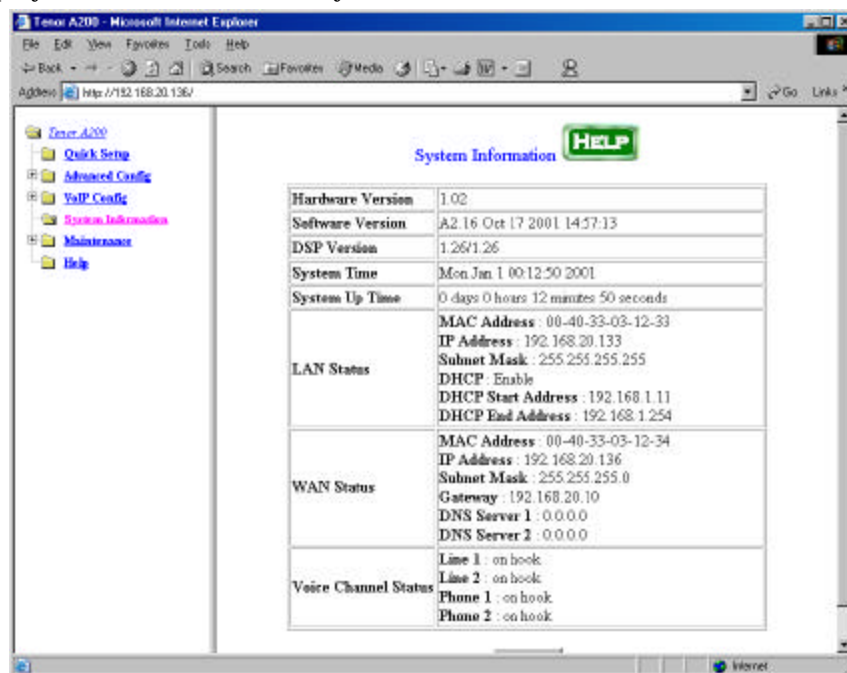 Tenor A200 - Microsoft Internet Explorer
File Edit View Favorites Tools Help
Back Search Favorites Media
Address http://192.168.20.136/ Go Links
Tenor A200
Quick Setup
Advanced Config
VoIP Config
System Information
Maintenance
Help
System Information HELP
Hardware Version 1.02
Software Version A2.16 Oct 17 2001 14:57:13
DSP Version 1.26/1.26
System Time Mon Jan 1 00:12:50 2001
System Up Time 0 days 0 hours 12 minutes 50 seconds
LAN Status
MAC Address : 00-40-33-03-12-33
IP Address : 192.168.20.133
Subnet Mask : 255.255.255.255
DHCP : Enable
DHCP Start Address : 192.168.1.11
DHCP End Address : 192.168.1.254
WAN Status
MAC Address : 00-40-33-03-12-34
IP Address : 192.168.20.136
Subnet Mask : 255.255.255.0
Gateway : 192.168.20.10
DNS Server 1 : 0.0.0.0
DNS Server 2 : 0.0.0.0
Voice Channel Status
Line 1 : on hook
Line 2 : on hook
Phone 1 : on hook
Phone 2 : on hook
Internet